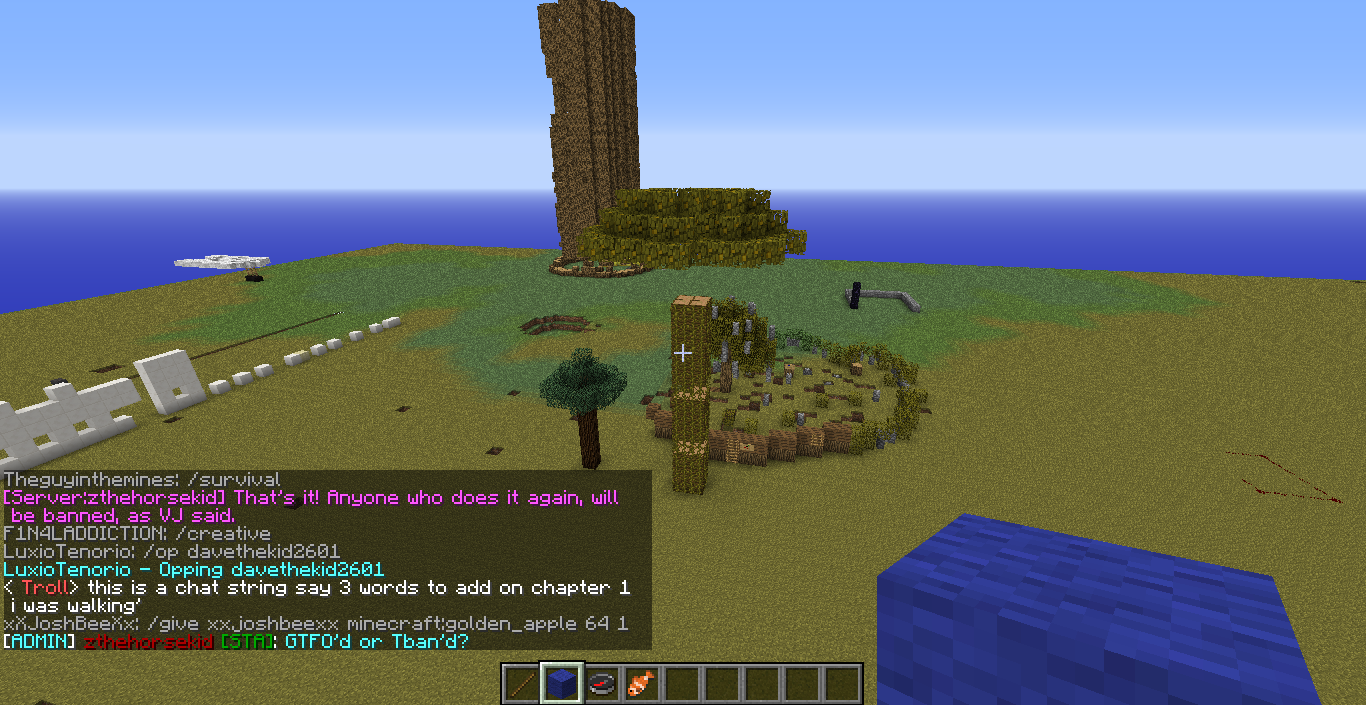 Theguyinthemines: /survival
[Server:zthehorsekid] That's it! Anyone who does it again, will
be banned, as VJ said.
F1N4LADDICTION: /creative
LuxioTenorio: /op davethekid2601
LuxioTenorio - Opping davethekid2601
< Troll> this is a chat string say 3 words to add on chapter 1
i was walking'
xXJoshBeeXx: /give xxjoshbeexx minecraft:golden_apple 64 1
[ADMIN] zthehorsekid [STA]: GTFO'd or Tban'd?